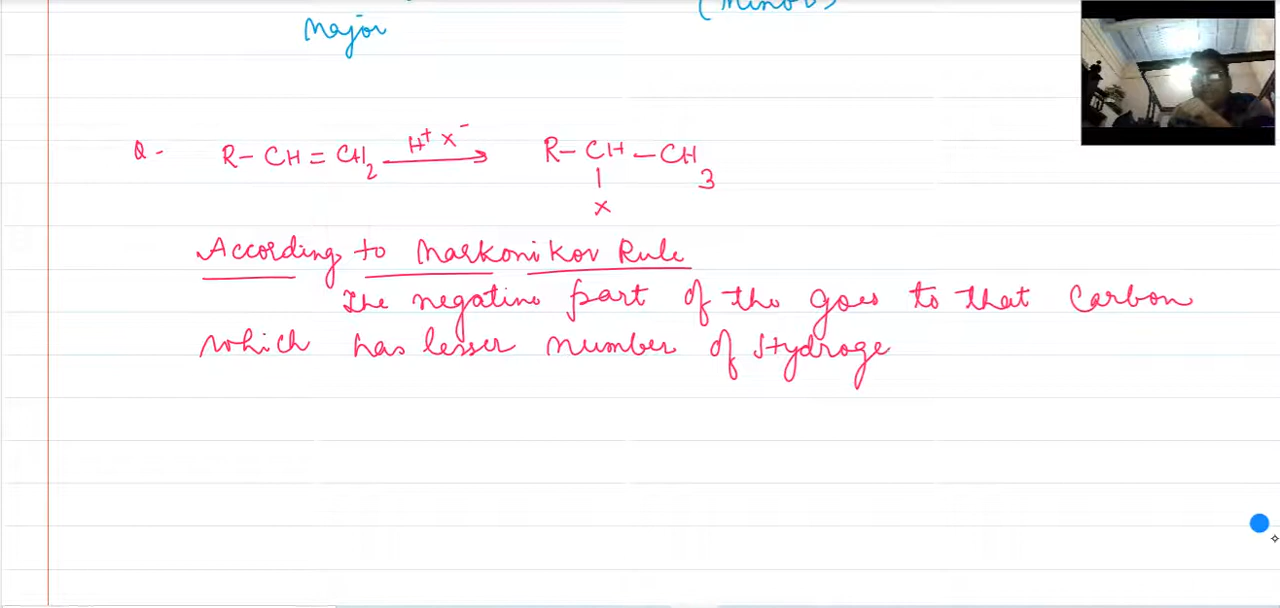 (Minor)
Major
Q - R - CH = CH2 H+ X- → R - CH - CH3
X
According to Markonikov Rule
The negative part of the goes to that Carbon
which has lesser number of Hydroge